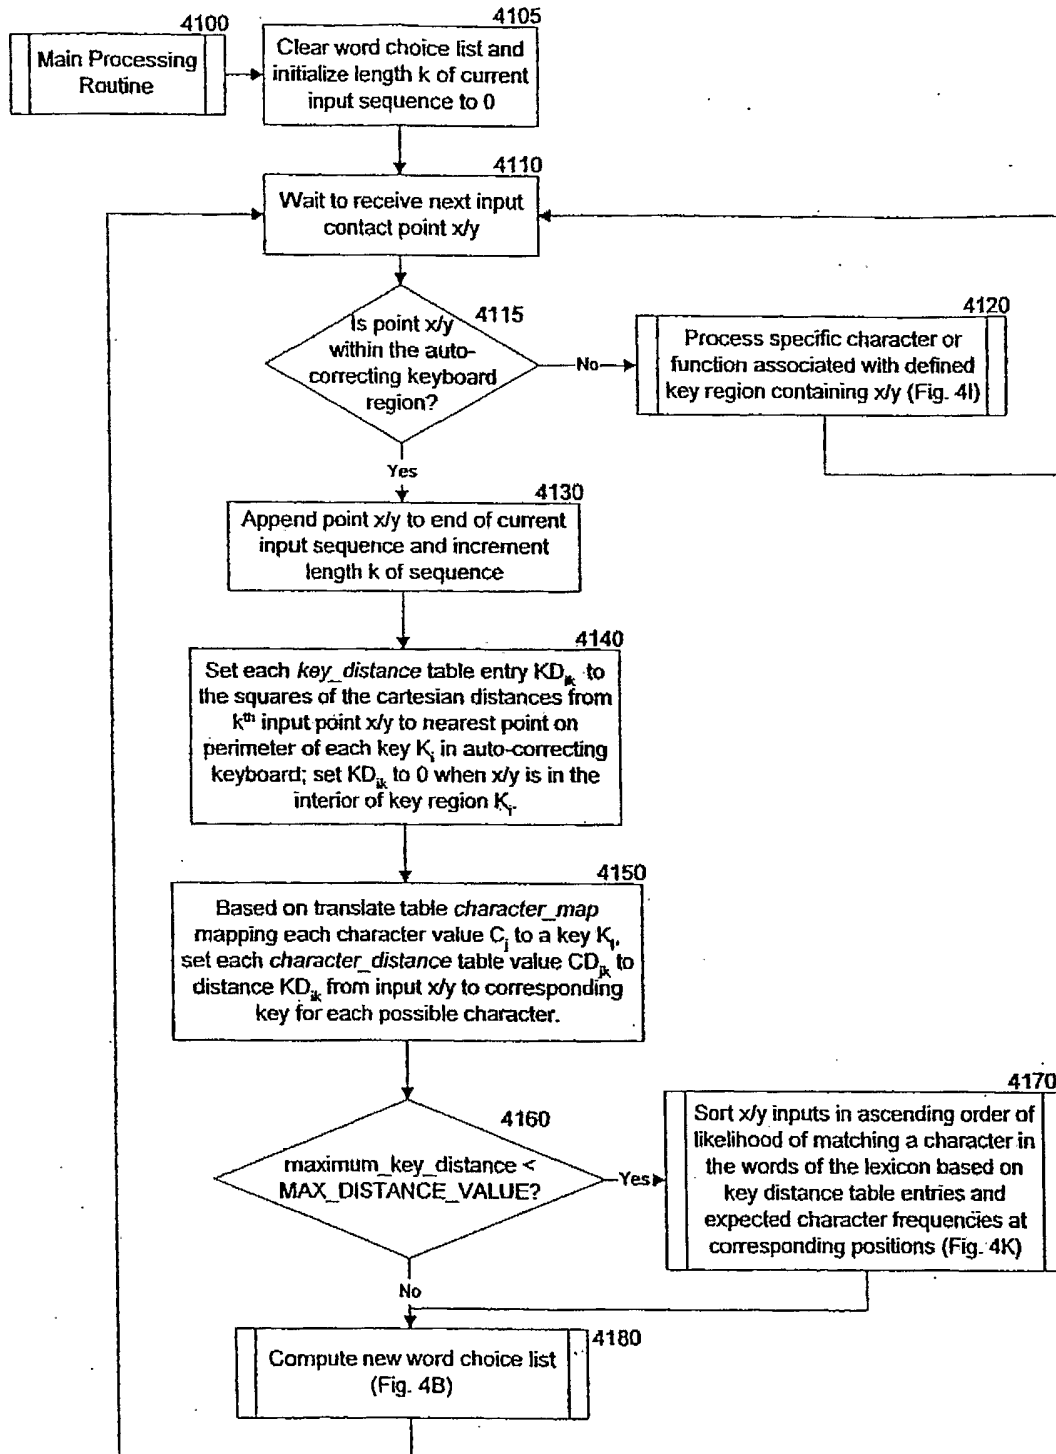 4100
Main Processing
Routine
4105
Clear word choice list and
initialize length k of current
input sequence to 0
4110
Wait to receive next input
contact point x/y
4115
Is point x/y
within the auto-
correcting keyboard
region?
No
4120
Process specific character or
function associated with defined
key region containing x/y (Fig. 4I)
Yes
4130
Append point x/y to end of current
input sequence and increment
length k of sequence
4140
Set each key_distance table entry KD_ik to
the squares of the cartesian distances from
k^th input point x/y to nearest point on
perimeter of each key K_i in auto-correcting
keyboard; set KD_ik to 0 when x/y is in the
interior of key region K_i.
4150
Based on translate table character_map
mapping each character value C_j to a key K_i,
set each character_distance table value CD_jk to
distance KD_ik from input x/y to corresponding
key for each possible character.
4160
maximum_key_distance <
MAX_DISTANCE_VALUE?
Yes
4170
Sort x/y inputs in ascending order of
likelihood of matching a character in
the words of the lexicon based on
key distance table entries and
expected character frequencies at
corresponding positions (Fig. 4K)
No
4180
Compute new word choice list
(Fig. 4B)